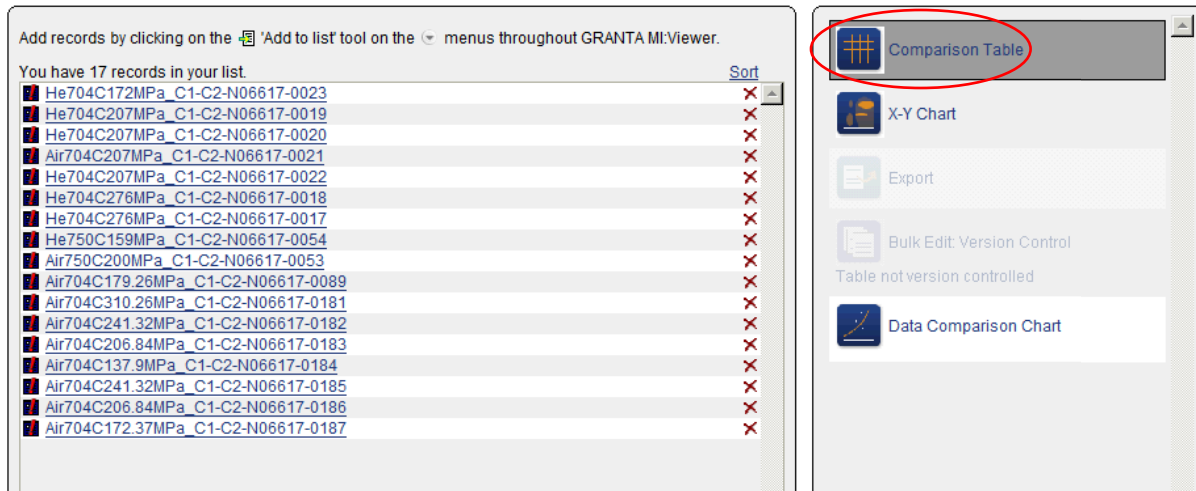 Add records by clicking on the 'Add to list' tool on the menus throughout GRANTA MI:Viewer.
You have 17 records in your list. Sort
He704C172MPa_C1-C2-N06617-0023
He704C207MPa_C1-C2-N06617-0019
He704C207MPa_C1-C2-N06617-0020
Air704C207MPa_C1-C2-N06617-0021
He704C207MPa_C1-C2-N06617-0022
He704C276MPa_C1-C2-N06617-0018
He704C276MPa_C1-C2-N06617-0017
He750C159MPa_C1-C2-N06617-0054
Air750C200MPa_C1-C2-N06617-0053
Air704C179.26MPa_C1-C2-N06617-0089
Air704C310.26MPa_C1-C2-N06617-0181
Air704C241.32MPa_C1-C2-N06617-0182
Air704C206.84MPa_C1-C2-N06617-0183
Air704C137.9MPa_C1-C2-N06617-0184
Air704C241.32MPa_C1-C2-N06617-0185
Air704C206.84MPa_C1-C2-N06617-0186
Air704C172.37MPa_C1-C2-N06617-0187
Comparison Table
X-Y Chart
Export
Bulk Edit: Version Control
Table not version controlled
Data Comparison Chart